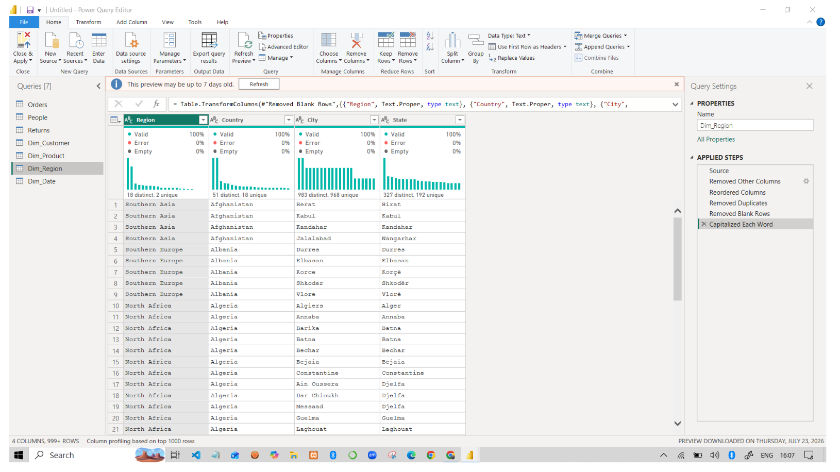 Untitled - Power Query Editor
File Home Transform Add Column View Tools Help
Close & Apply
New Source
Recent Sources
Enter Data
Data source settings
Manage Parameters
Export query results
Refresh Preview
Properties
Advanced Editor
Manage
Choose Columns
Remove Columns
Keep Rows
Remove Rows
Split Column
Group By
Data Type: Text
Use First Row as Headers
Replace Values
Merge Queries
Append Queries
Combine Files
Close New Query Data Sources Parameters Output Data Query Manage Columns Reduce Rows Sort Transform Combine
Queries [7]
Orders
People
Returns
Dim_Customer
Dim_Product
Dim_Region
Dim_Date
This preview may be up to 7 days old. Refresh
fx = Table.TransformColumns(#"Removed Blank Rows",{{"Region", Text.Proper, type text}, {"Country", Text.Proper, type text}, {"City",
Region Country City State
Valid 100% Valid 100% Valid 100% Valid 100%
Error 0% Error 0% Error 0% Error 0%
Empty 0% Empty 0% Empty 0% Empty 0%
18 distinct, 2 unique 51 distinct, 18 unique 983 distinct, 968 unique 327 distinct, 192 unique
1 Southern Asia Afghanistan Herat Hirat
2 Southern Asia Afghanistan Kabul Kabul
3 Southern Asia Afghanistan Kandahar Kandahar
4 Southern Asia Afghanistan Jalalabad Nangarhar
5 Southern Europe Albania Durres Durrës
6 Southern Europe Albania Elbasan Elbasan
7 Southern Europe Albania Korce Korçë
8 Southern Europe Albania Shkoder Shkodër
9 Southern Europe Albania Vlore Vlorë
10 North Africa Algeria Algiers Alger
11 North Africa Algeria Annaba Annaba
12 North Africa Algeria Barika Batna
13 North Africa Algeria Batna Batna
14 North Africa Algeria Bechar Bechar
15 North Africa Algeria Bejaia Bejaia
16 North Africa Algeria Constantine Constantine
17 North Africa Algeria Ain Oussera Djelfa
18 North Africa Algeria Dar Chioukh Djelfa
19 North Africa Algeria Messaad Djelfa
20 North Africa Algeria Guelma Guelma
21 North Africa Algeria Laghouat Laghouat
Query Settings
PROPERTIES
Name
Dim_Region
All Properties
APPLIED STEPS
Source
Removed Other Columns
Reordered Columns
Removed Duplicates
Removed Blank Rows
Capitalized Each Word
4 COLUMNS, 999+ ROWS Column profiling based on top 1000 rows PREVIEW DOWNLOADED ON THURSDAY, JULY 23, 2026
Search ENG 16:07